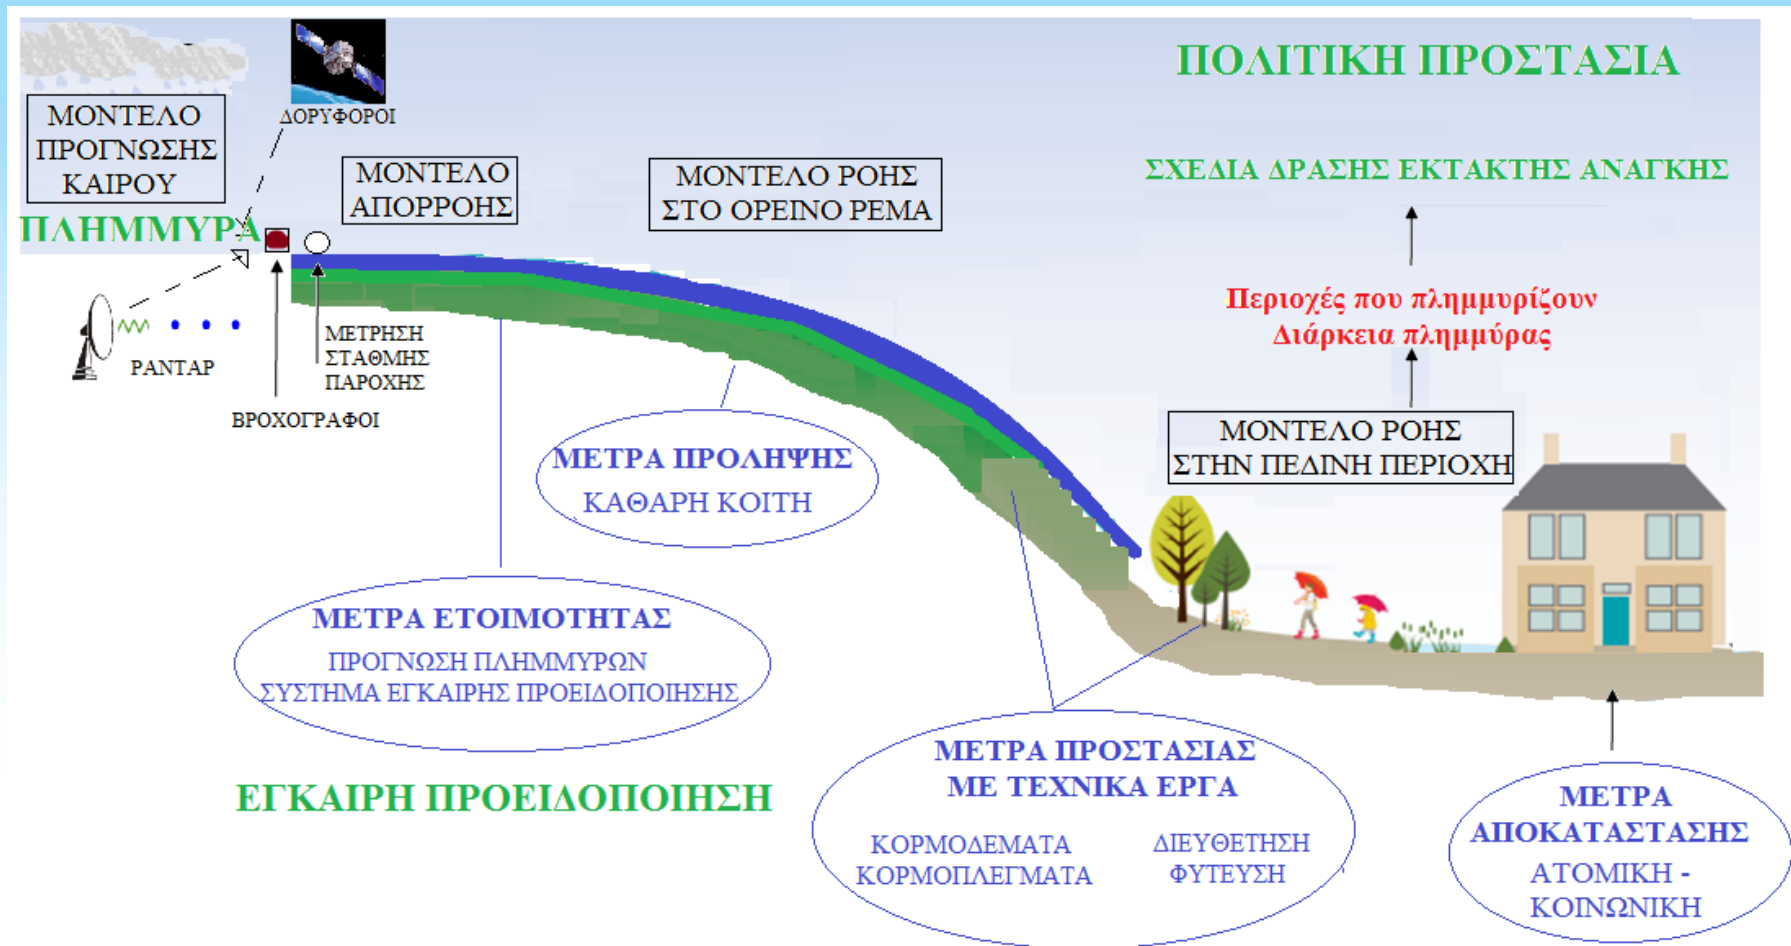 ΠΟΛΙΤΙΚΗ ΠΡΟΣΤΑΣΙΑ
ΔΟΡΥΦΟΡΟΙ
ΜΟΝΤΕΛΟ
ΠΡΟΓΝΩΣΗΣ
ΚΑΙΡΟΥ
ΜΟΝΤΕΛΟ
ΑΠΟΡΡΟΗΣ
ΜΟΝΤΕΛΟ ΡΟΗΣ
ΣΤΟ ΟΡΕΙΝΟ ΡΕΜΑ
ΣΧΕΔΙΑ ΔΡΑΣΗΣ ΕΚΤΑΚΤΗΣ ΑΝΑΓΚΗΣ
ΠΛΗΜΜΥΡΑ
Περιοχές που πλημμυρίζουν
Διάρκεια πλημμύρας
ΡΑΝΤΑΡ
ΜΕΤΡΗΣΗ
ΣΤΑΘΜΗΣ
ΠΑΡΟΧΗΣ
ΒΡΟΧΟΓΡΑΦΟΙ
ΜΟΝΤΕΛΟ ΡΟΗΣ
ΣΤΗΝ ΠΕΔΙΝΗ ΠΕΡΙΟΧΗ
ΜΕΤΡΑ ΠΡΟΛΗΨΗΣ
ΚΑΘΑΡΗ ΚΟΙΤΗ
ΜΕΤΡΑ ΕΤΟΙΜΟΤΗΤΑΣ
ΠΡΟΓΝΩΣΗ ΠΛΗΜΜΥΡΩΝ
ΣΥΣΤΗΜΑ ΕΓΚΑΙΡΗΣ ΠΡΟΕΙΔΟΠΟΙΗΣΗΣ
ΕΓΚΑΙΡΗ ΠΡΟΕΙΔΟΠΟΙΗΣΗ
ΜΕΤΡΑ ΠΡΟΣΤΑΣΙΑΣ
ΜΕ ΤΕΧΝΙΚΑ ΕΡΓΑ
ΚΟΡΜΟΔΕΜΑΤΑ
ΚΟΡΜΟΠΛΕΓΜΑΤΑ
ΔΙΕΥΘΕΤΗΣΗ
ΦΥΤΕΥΣΗ
ΜΕΤΡΑ
ΑΠΟΚΑΤΑΣΤΑΣΗΣ
ΑΤΟΜΙΚΗ -
ΚΟΙΝΩΝΙΚΗ